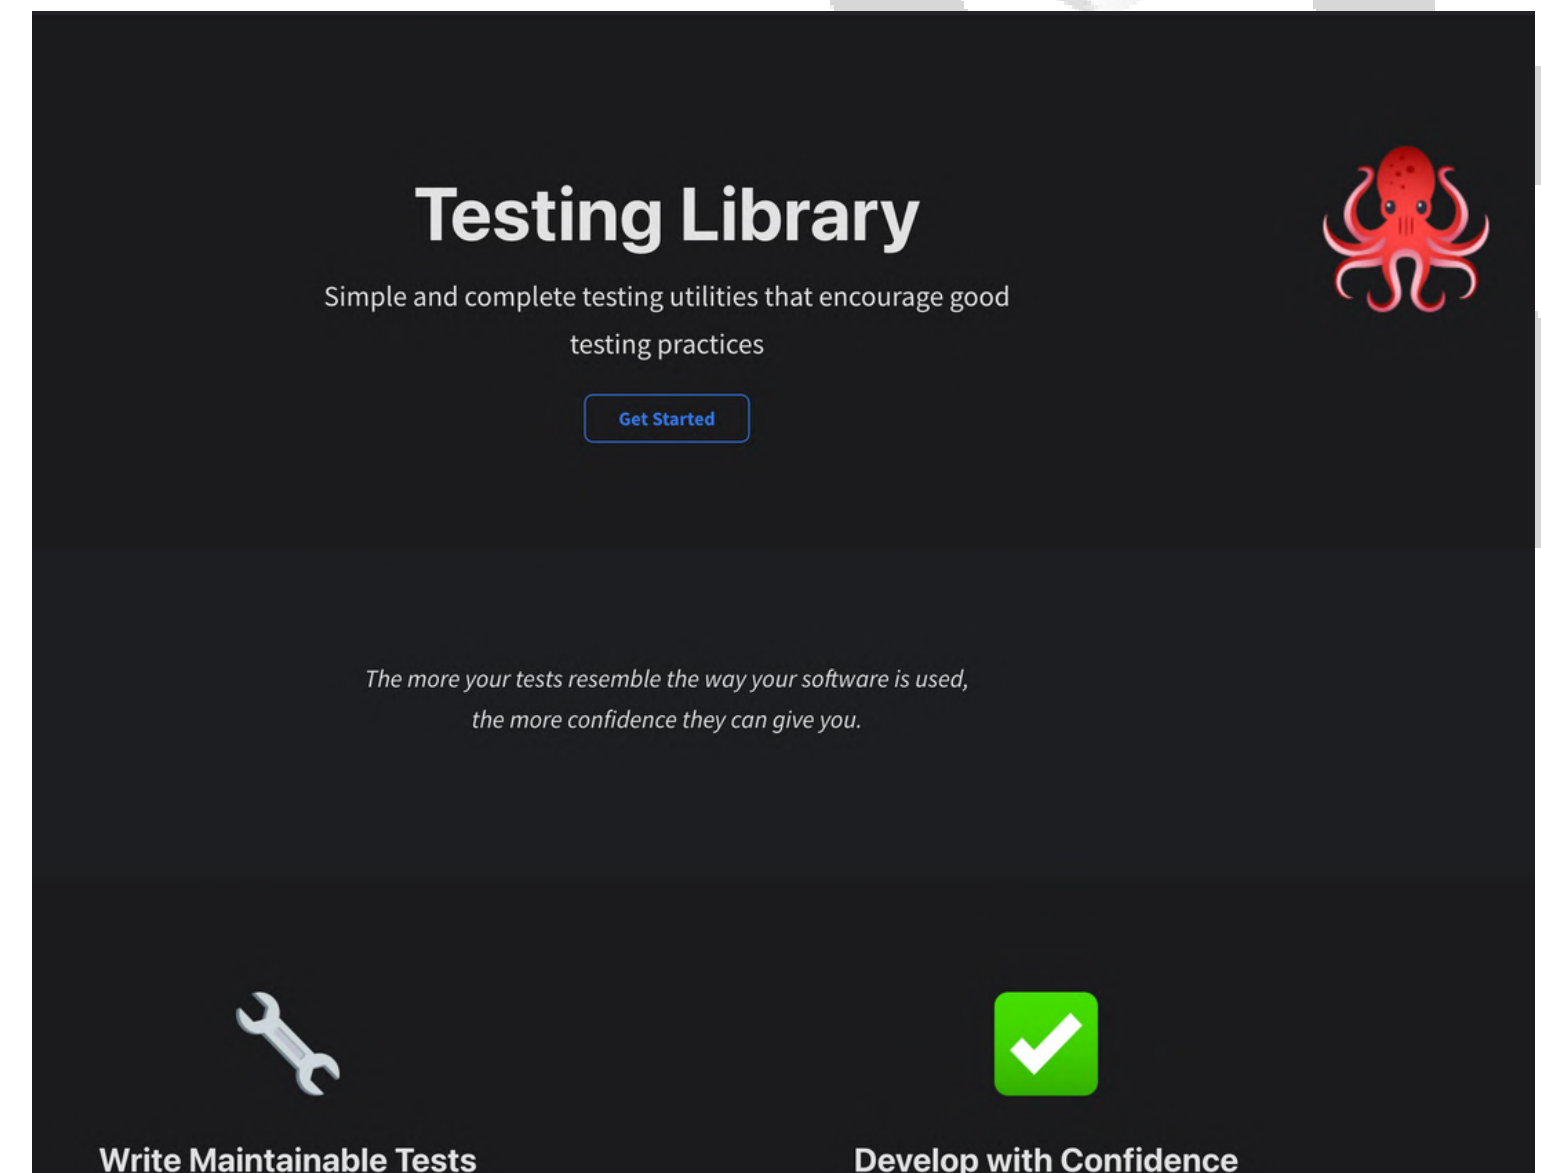 Testing Library
Simple and complete testing utilities that encourage good
testing practices
Get Started
The more your tests resemble the way your software is used,
the more confidence they can give you.
Write Maintainable Tests
Develop with Confidence